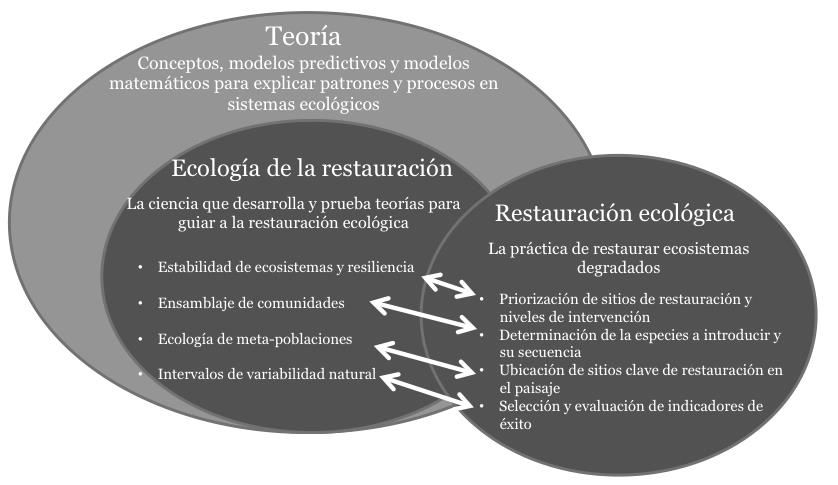 Teoría
Conceptos, modelos predictivos y modelos
matemáticos para explicar patrones y procesos en
sistemas ecológicos
Ecología de la restauración
La ciencia que desarrolla y prueba teorías para
guiar a la restauración ecológica
• Estabilidad de ecosistemas y resiliencia
• Ensamblaje de comunidades
• Ecología de meta-poblaciones
• Intervalos de variabilidad natural
Restauración ecológica
La práctica de restaurar ecosistemas
degradados
• Priorización de sitios de restauración y
niveles de intervención
• Determinación de la especies a introducir y
su secuencia
• Ubicación de sitios clave de restauración en
el paisaje
• Selección y evaluación de indicadores de
éxito